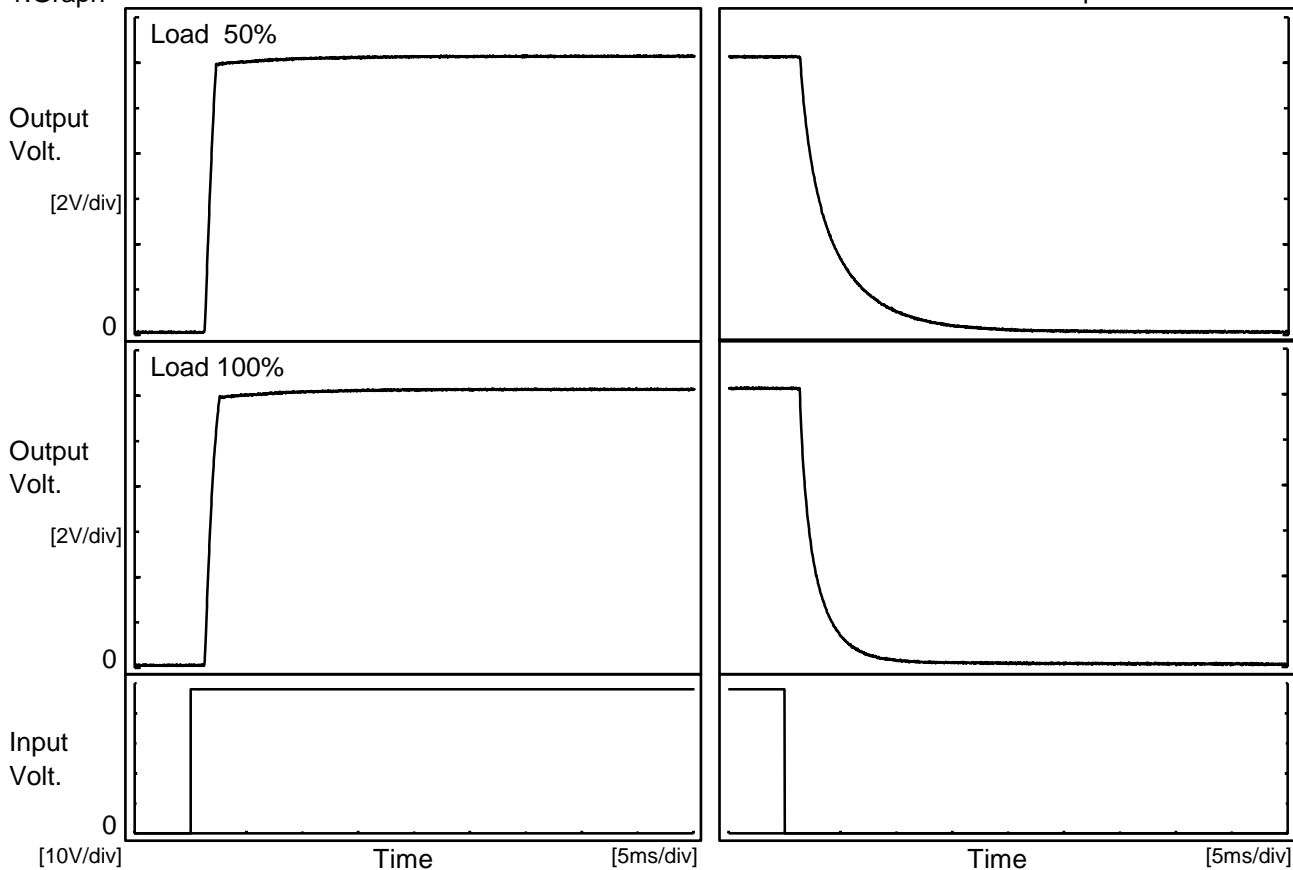 Load 50%
Output
Volt.
[2V/div]
0
Load 100%
Output
Volt.
[2V/div]
0
Input
Volt.
0
[10V/div]
Time
[5ms/div]
Time
[5ms/div]